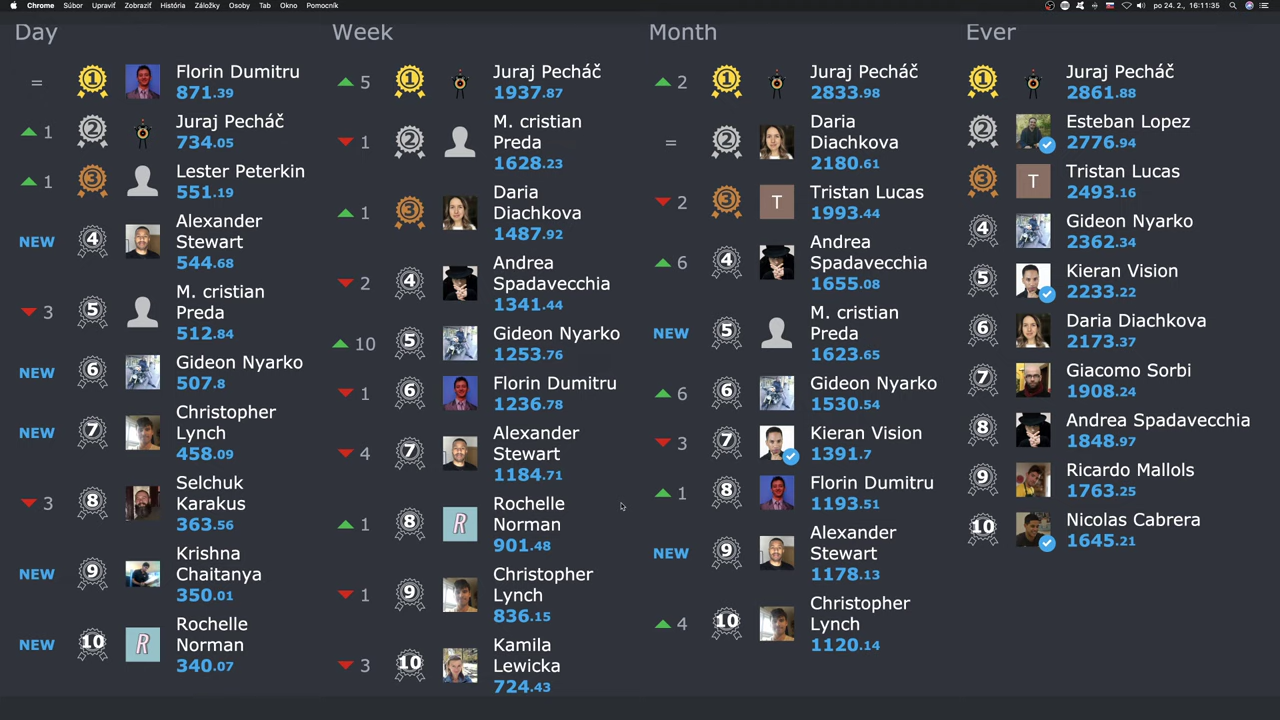 Chrome Súbor Upraviť Zobraziť História Záložky Osoby Tab Okno Pomocník po 24. 2., 16:11:35
Day
= 1 Florin Dumitru
871.39
1 2 Juraj Pecháč
734.05
1 3 Lester Peterkin
551.19
NEW 4 Alexander
Stewart
544.68
3 5 M. cristian
Preda
512.84
NEW 6 Gideon Nyarko
507.8
NEW 7 Christopher
Lynch
458.09
3 8 Selchuk
Karakus
363.56
NEW 9 Krishna
Chaitanya
350.01
NEW 10 R Rochelle
Norman
340.07
Week
5 1 Juraj Pecháč
1937.87
1 2 M. cristian
Preda
1628.23
1 3 Daria
Diachkova
1487.92
2 4 Andrea
Spadavecchia
1341.44
10 5 Gideon Nyarko
1253.76
1 6 Florin Dumitru
1236.78
4 7 Alexander
Stewart
1184.71
1 8 R Rochelle
Norman
901.48
1 9 Christopher
Lynch
836.15
3 10 Kamila
Lewicka
724.43
Month
2 1 Juraj Pecháč
2833.98
= 2 Daria
Diachkova
2180.61
2 3 T Tristan Lucas
1993.44
6 4 Andrea
Spadavecchia
1655.08
NEW 5 M. cristian
Preda
1623.65
6 6 Gideon Nyarko
1530.54
3 7 Kieran Vision
1391.7
1 8 Florin Dumitru
1193.51
NEW 9 Alexander
Stewart
1178.13
4 10 Christopher
Lynch
1120.14
Ever
1 Juraj Pecháč
2861.88
2 Esteban Lopez
2776.94
3 T Tristan Lucas
2493.16
4 Gideon Nyarko
2362.34
5 Kieran Vision
2233.22
6 Daria Diachkova
2173.37
7 Giacomo Sorbi
1908.24
8 Andrea Spadavecchia
1848.97
9 Ricardo Mallols
1763.25
10 Nicolas Cabrera
1645.21